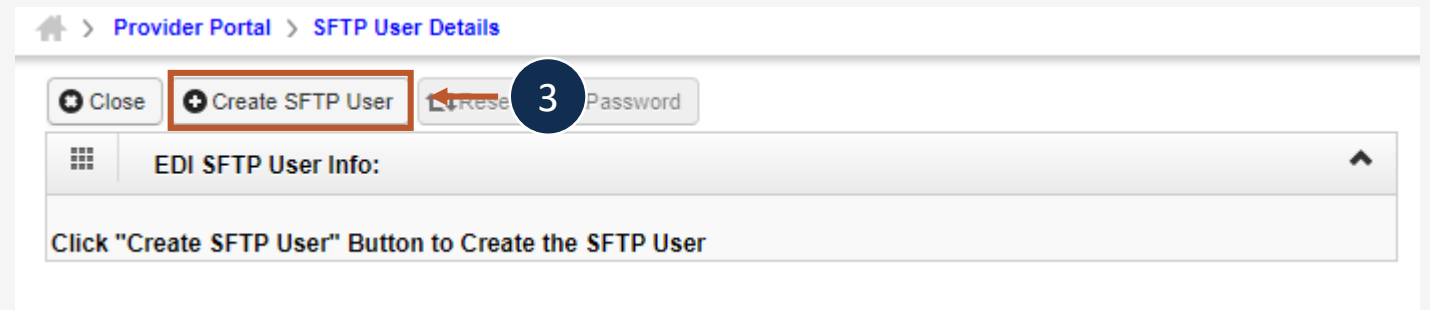 Provider Portal > SFTP User Details
Close Create SFTP User Rese 3 Password
EDI SFTP User Info:
Click "Create SFTP User" Button to Create the SFTP User